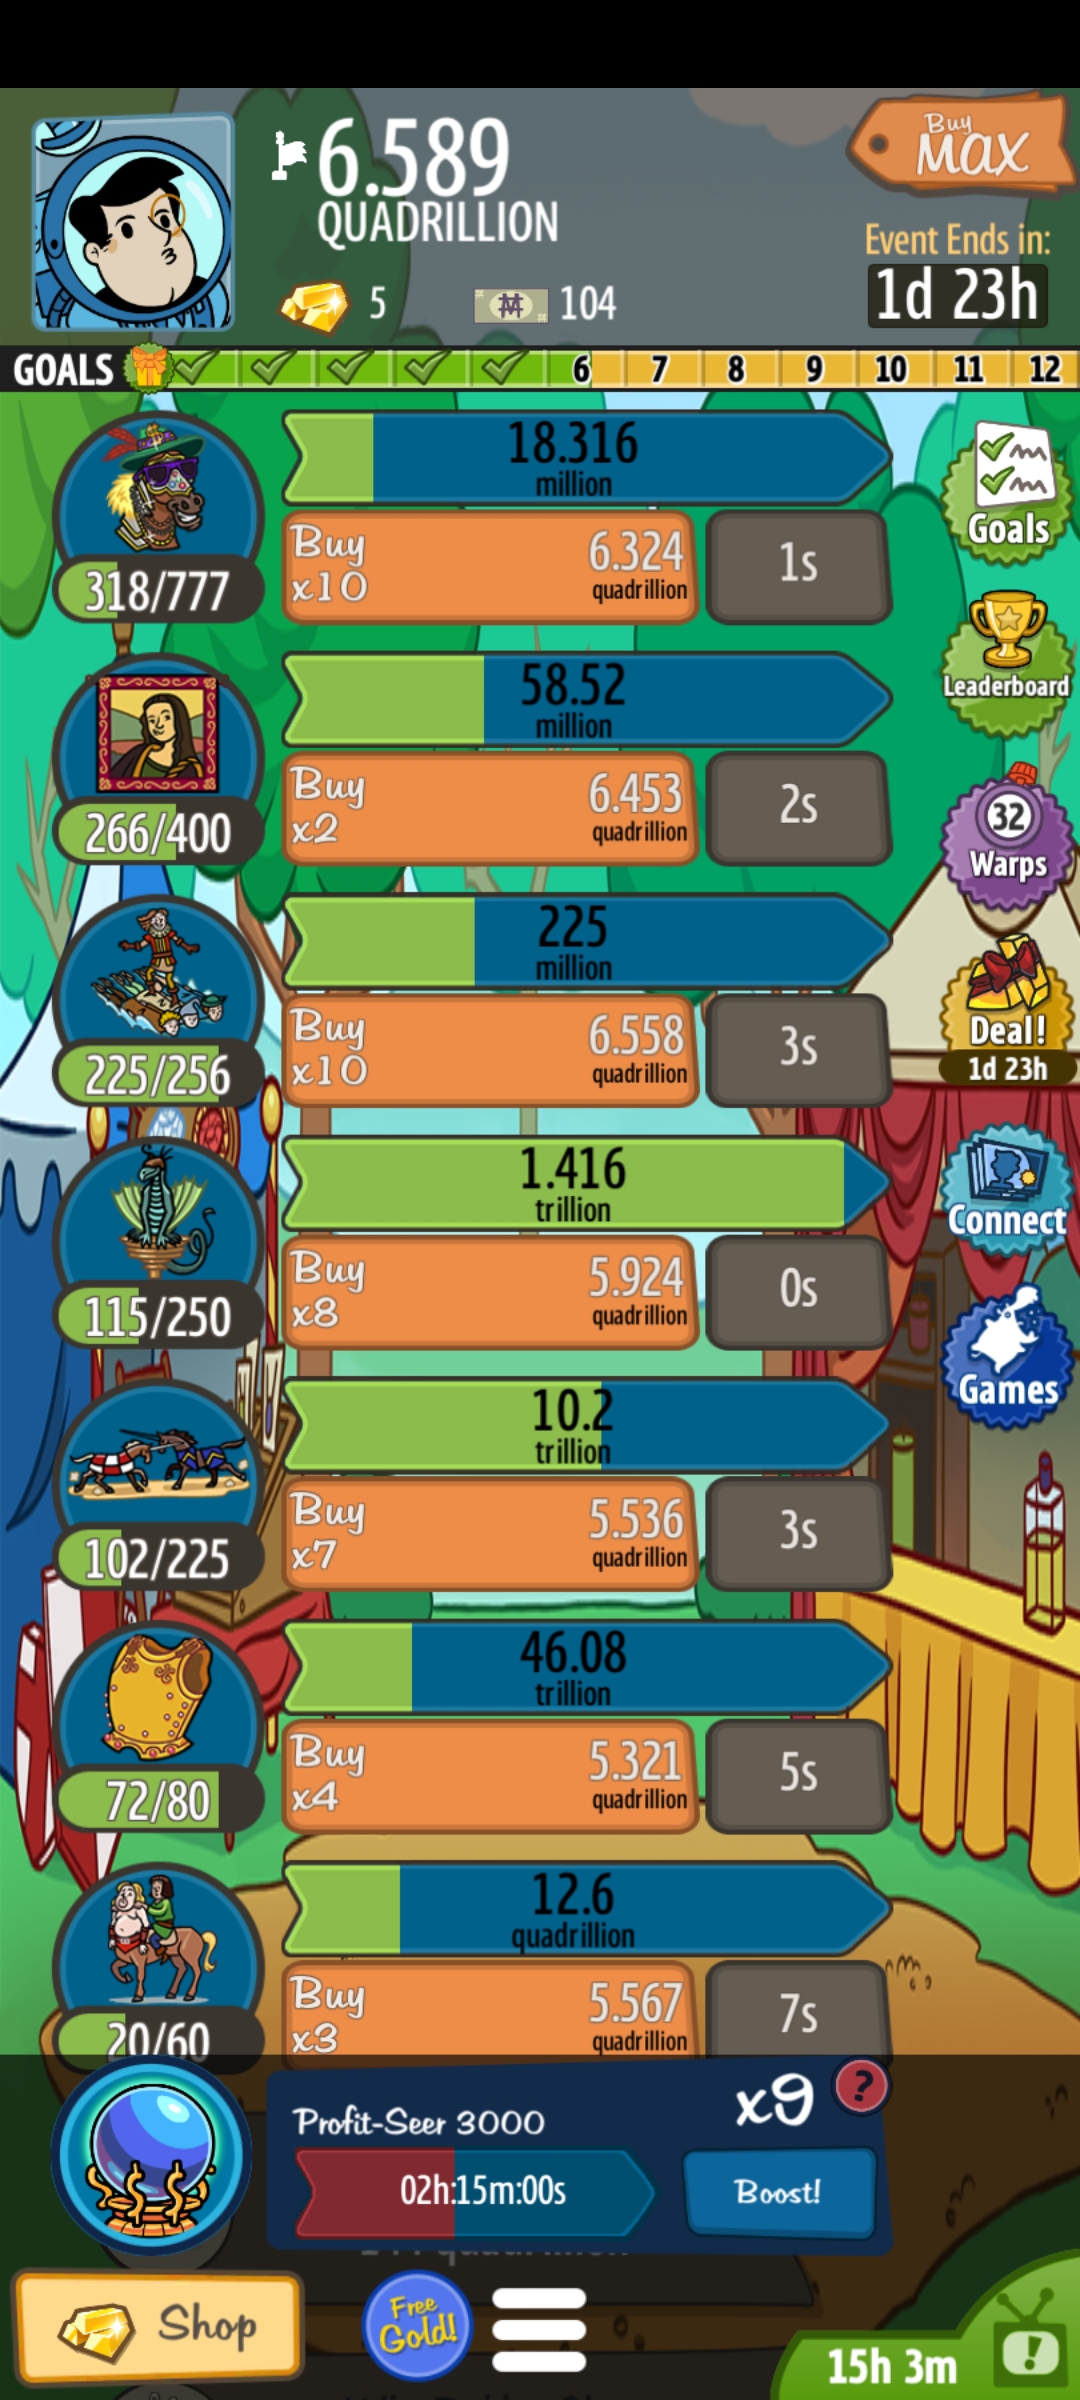 6.589
QUADRILLION
Buy
MAX
5
104
Event Ends in:
1d 23h
GOALS
6 7 8 9 10 11 12
18.316
million
Buy
x10
6.324
quadrillion
1s
318/777
Goals
58.52
million
Buy
x2
6.453
quadrillion
2s
266/400
Leaderboard
32
Warps
225
million
Buy
x10
6.558
quadrillion
3s
225/256
Deal!
1d 23h
1.416
trillion
Buy
x8
5.924
quadrillion
0s
115/250
Connect
Games
10.2
trillion
Buy
x7
5.536
quadrillion
3s
102/225
46.08
trillion
Buy
x4
5.321
quadrillion
5s
72/80
12.6
quadrillion
Buy
x3
5.567
quadrillion
7s
20/60
Profit-Seer 3000
x9
?
02h:15m:00s
Boost!
Shop
Free
Gold!
15h 3m
!